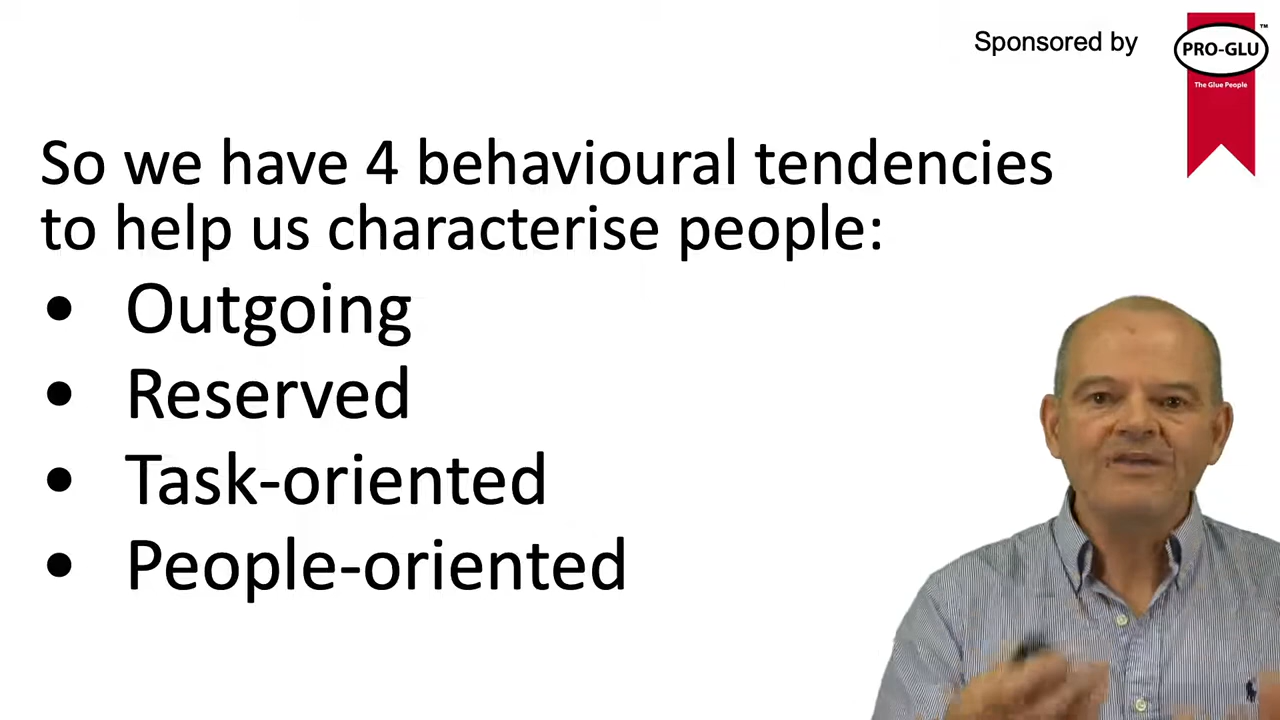 Sponsored by
PRO-GLU
™
The Glue People
So we have 4 behavioural tendencies
to help us characterise people:
• Outgoing
• Reserved
• Task-oriented
• People-oriented